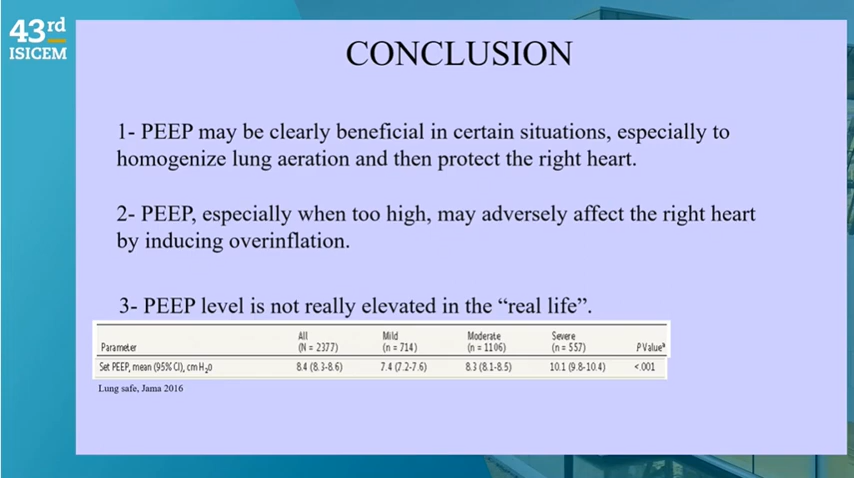 43rd
ISICEM
CONCLUSION
1- PEEP may be clearly beneficial in certain situations, especially to
homogenize lung aeration and then protect the right heart.
2- PEEP, especially when too high, may adversely affect the right heart
by inducing overinflation.
3- PEEP level is not really elevated in the “real life”.
All Mild Moderate Severe
Parameter (N = 2377) (n = 714) (n = 1106) (n = 557) P Valueᵃ
Set PEEP, mean (95% CI), cm H₂O 8.4 (8.3-8.6) 7.4 (7.2-7.6) 8.3 (8.1-8.5) 10.1 (9.8-10.4) <.001
Lung safe, Jama 2016